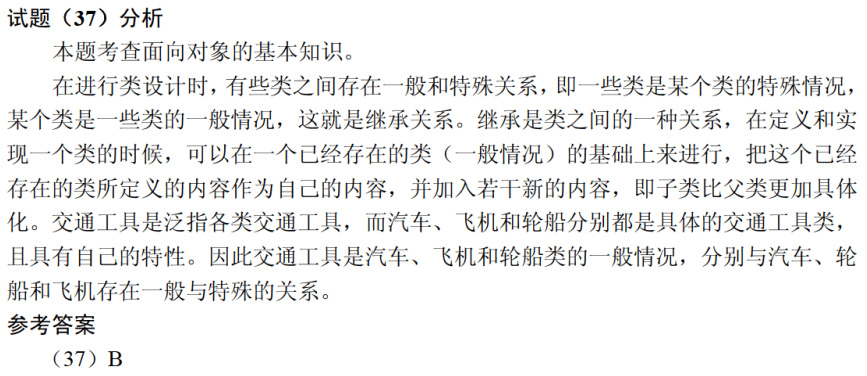 试题（37）分析
本题考查面向对象的基本知识。
在进行类设计时，有些类之间存在一般和特殊关系，即一些类是某个类的特殊情况，
某个类是一些类的一般情况，这就是继承关系。继承是类之间的一种关系，在定义和实
现一个类的时候，可以在一个已经存在的类（一般情况）的基础上来进行，把这个已经
存在的类所定义的内容作为自己的内容，并加入若干新的内容，即子类比父类更加具体
化。交通工具是泛指各类交通工具，而汽车、飞机和轮船分别都是具体的交通工具类，
且具有自己的特性。因此交通工具是汽车、飞机和轮船类的一般情况，分别与汽车、轮
船和飞机存在一般与特殊的关系。
参考答案
（37）B